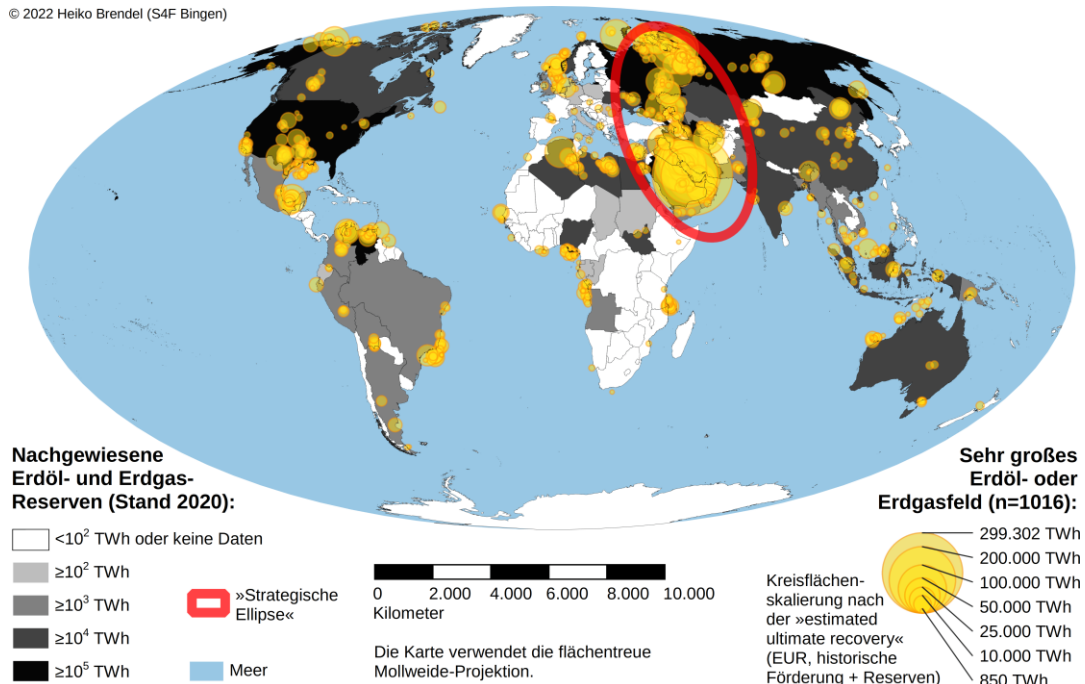 © 2022 Heiko Brendel (S4F Bingen)
Nachgewiesene
Erdöl- und Erdgas-
Reserven (Stand 2020):
<10² TWh oder keine Daten
≥10² TWh
≥10³ TWh
≥10⁴ TWh
≥10⁵ TWh
»Strategische
Ellipse«
Meer
0 2.000 4.000 6.000 8.000 10.000
Kilometer
Die Karte verwendet die flächentreue
Mollweide-Projektion.
Sehr großes
Erdöl- oder
Erdgasfeld (n=1016):
299.302 TWh
200.000 TWh
100.000 TWh
50.000 TWh
25.000 TWh
10.000 TWh
850 TWh
Kreisflächen-
skalierung nach
der »estimated
ultimate recovery«
(EUR, historische
Förderung + Reserven)